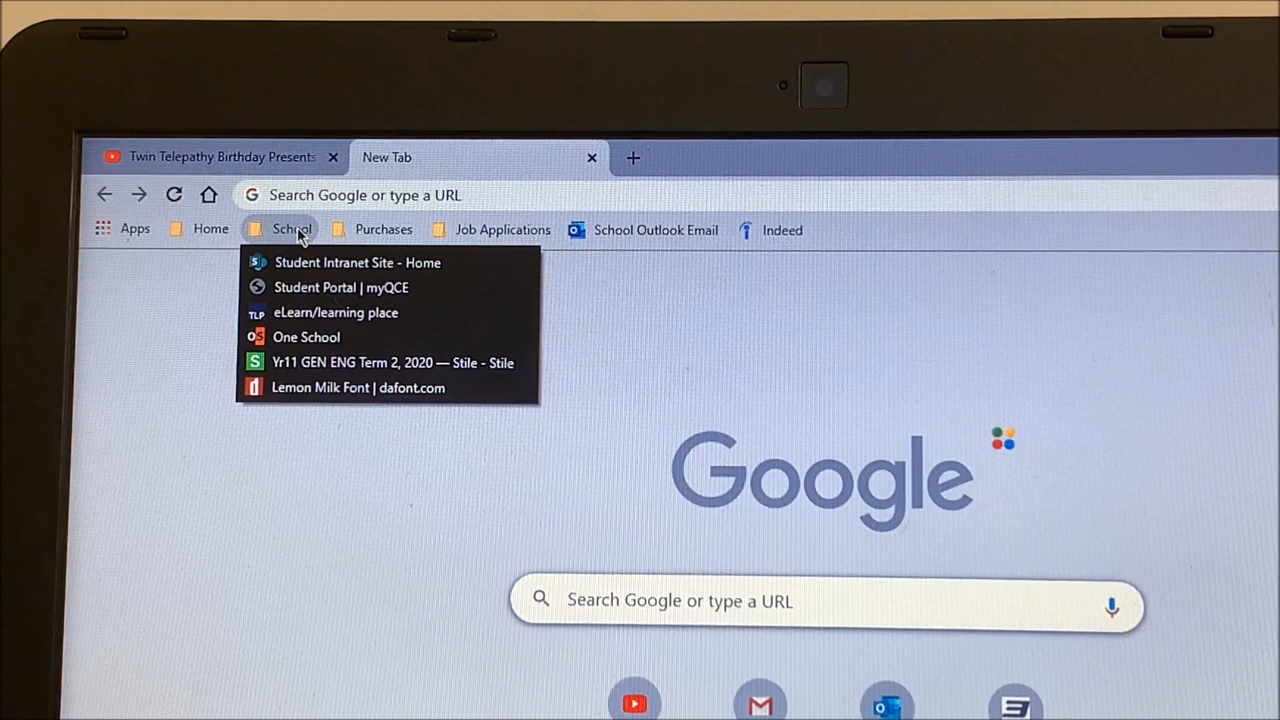 Twin Telepathy Birthday Presents
New Tab
Search Google or type a URL
Apps
Home
School
Purchases
Job Applications
School Outlook Email
Indeed
Student Intranet Site - Home
Student Portal | myQCE
TLP eLearn/learning place
OS One School
S Yr11 GEN ENG Term 2, 2020 — Stile - Stile
d Lemon Milk Font | dafont.com
Google
Search Google or type a URL